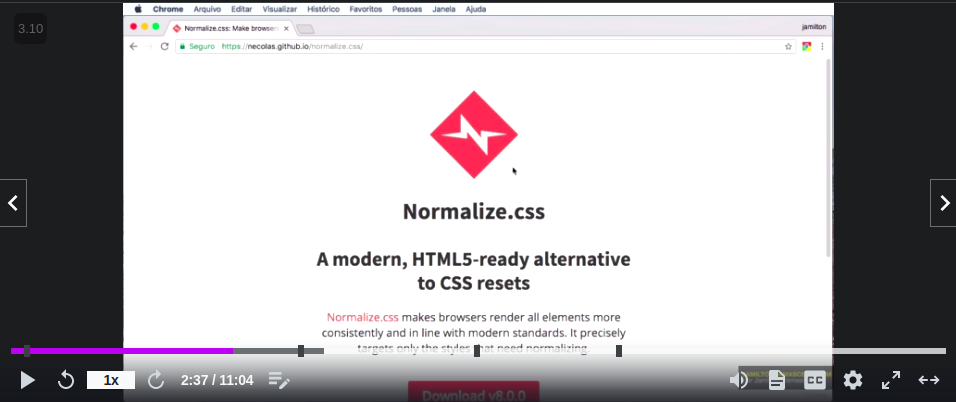 Chrome Arquivo Editar Visualizar Histórico Favoritos Pessoas Janela Ajuda
3.10
Normalize.css: Make browsers
jamilton
Seguro https://necolas.github.io/normalize.css/
Normalize.css
A modern, HTML5-ready alternative
to CSS resets
Normalize.css makes browsers render all elements more
consistently and in line with modern standards. It precisely
targets only the styles that need normalizing.
Download v8.0.0
1x
2:37 / 11:04
CC